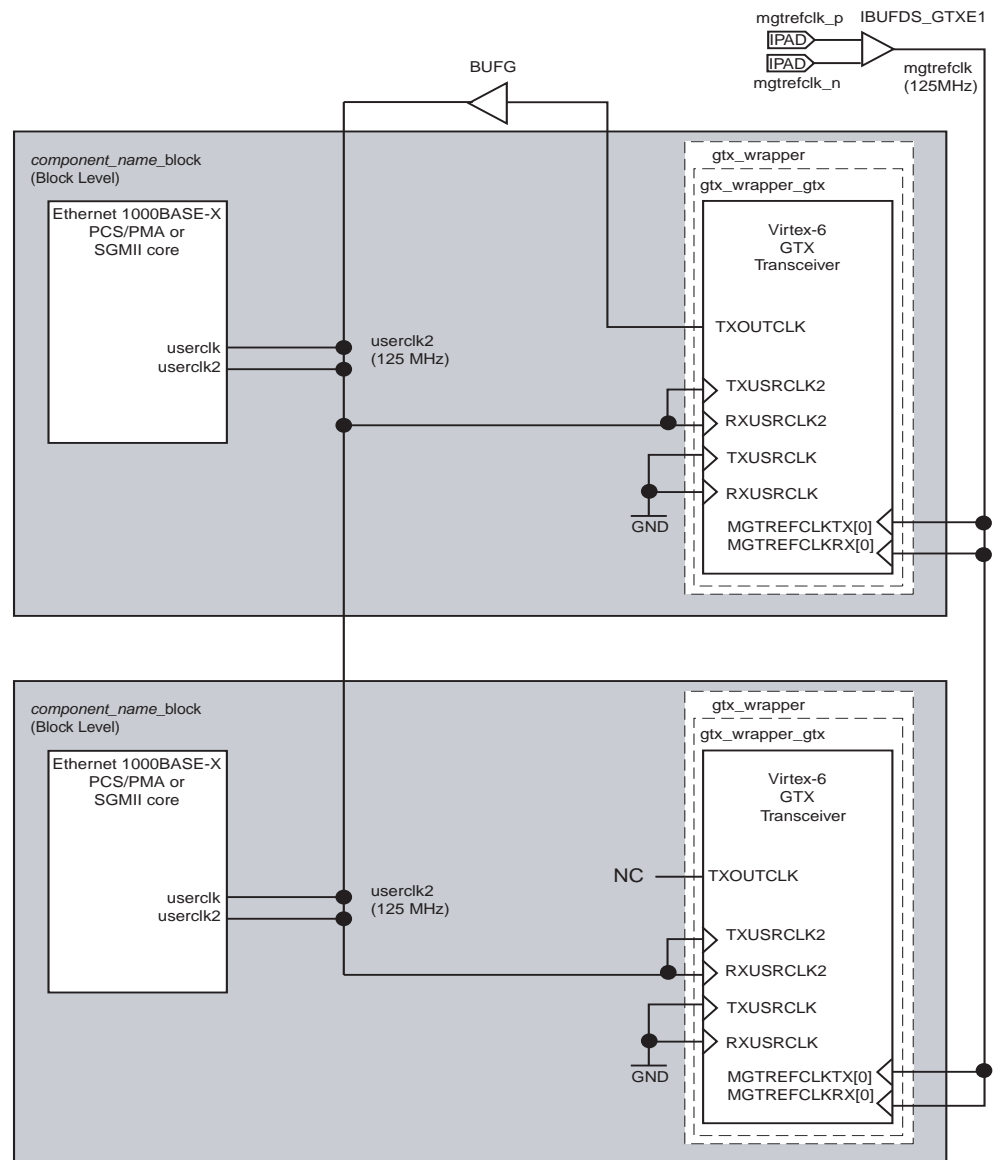 mgtrefclk_p
IBUFDS_GTXE1
IPAD
IPAD
mgtrefclk_n
mgtrefclk
(125MHz)
BUFG
component_name_block
(Block Level)
Ethernet 1000BASE-X
PCS/PMA or
SGMII core
userclk
userclk2
userclk2
(125 MHz)
gtx_wrapper
gtx_wrapper_gtx
Virtex-6
GTX
Transceiver
TXOUTCLK
TXUSRCLK2
RXUSRCLK2
TXUSRCLK
RXUSRCLK
GND
MGTREFCLKTX[0]
MGTREFCLKRX[0]
component_name_block
(Block Level)
Ethernet 1000BASE-X
PCS/PMA or
SGMII core
userclk
userclk2
userclk2
(125 MHz)
gtx_wrapper
gtx_wrapper_gtx
Virtex-6
GTX
Transceiver
NC
TXOUTCLK
TXUSRCLK2
RXUSRCLK2
TXUSRCLK
RXUSRCLK
GND
MGTREFCLKTX[0]
MGTREFCLKRX[0]